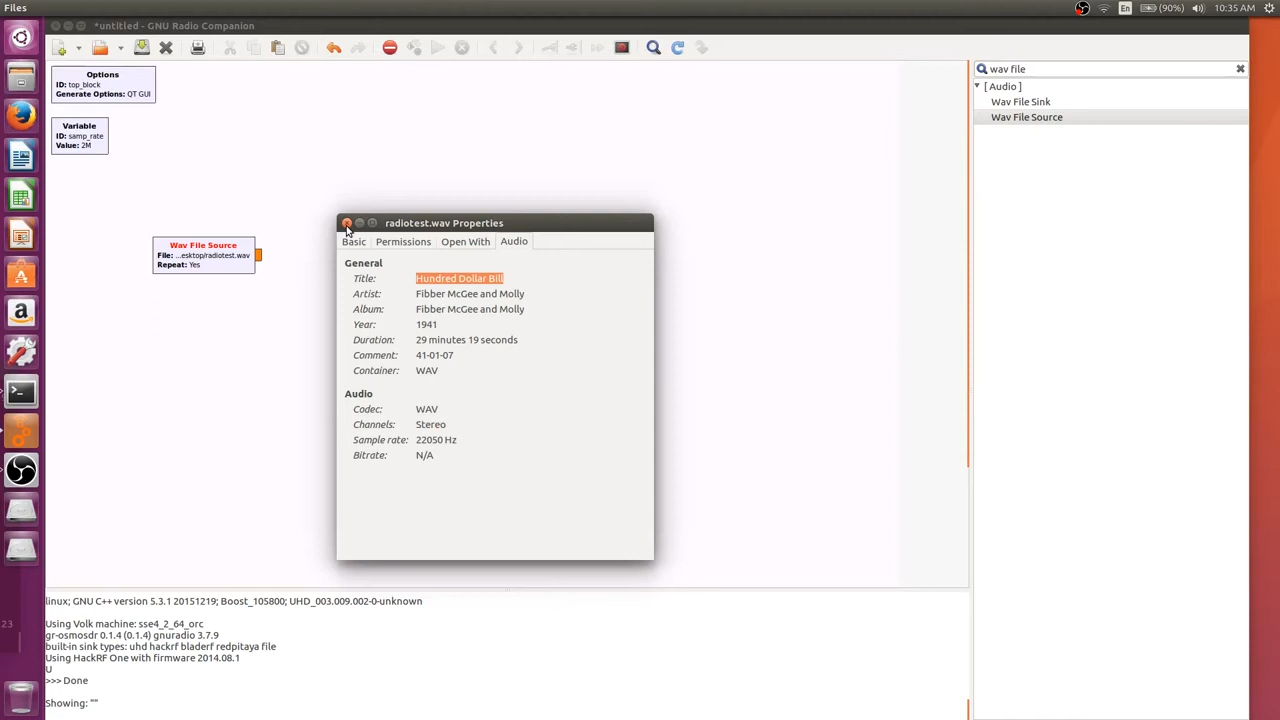 Files
En
(90%)
10:35 AM
*untitled - GNU Radio Companion
Options
ID: top_block
Generate Options: QT GUI
Variable
ID: samp_rate
Value: 2M
Wav File Source
File: ...esktop/radiotest.wav
Repeat: Yes
radiotest.wav Properties
Basic
Permissions
Open With
Audio
General
Title: Hundred Dollar Bill
Artist: Fibber McGee and Molly
Album: Fibber McGee and Molly
Year: 1941
Duration: 29 minutes 19 seconds
Comment: 41-01-07
Container: WAV
Audio
Codec: WAV
Channels: Stereo
Sample rate: 22050 Hz
Bitrate: N/A
wav file
[ Audio ]
Wav File Sink
Wav File Source
linux; GNU C++ version 5.3.1 20151219; Boost_105800; UHD_003.009.002-0-unknown
Using Volk machine: sse4_2_64_orc
gr-osmosdr 0.1.4 (0.1.4) gnuradio 3.7.9
built-in sink types: uhd hackrf bladerf redpitaya file
Using HackRF One with firmware 2014.08.1
U
>>> Done
Showing: ""
23